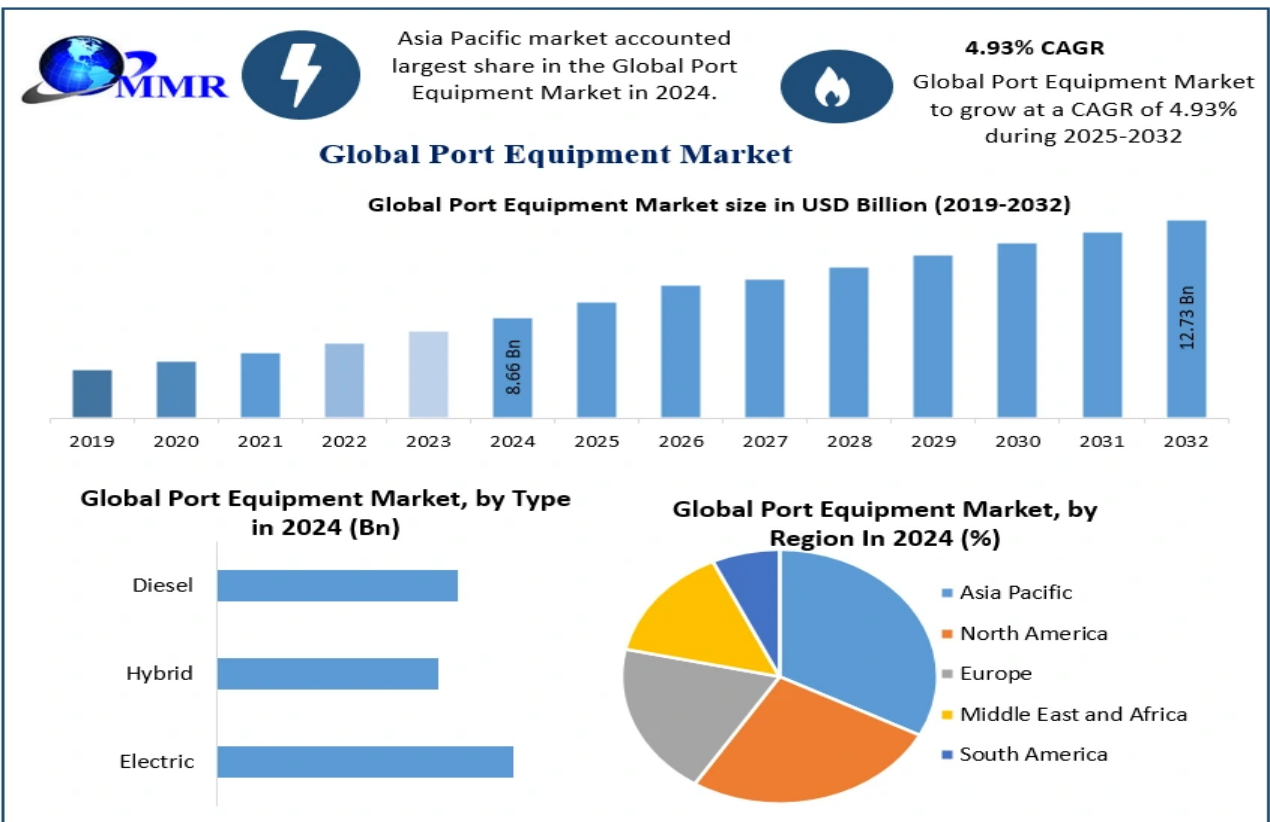 MMR
Asia Pacific market accounted
largest share in the Global Port
Equipment Market in 2024.
4.93% CAGR
Global Port Equipment Market
to grow at a CAGR of 4.93%
during 2025-2032
Global Port Equipment Market
Global Port Equipment Market size in USD Billion (2019-2032)
8.66 Bn
12.73 Bn
2019 2020 2021 2022 2023 2024 2025 2026 2027 2028 2029 2030 2031 2032
Global Port Equipment Market, by Type
in 2024 (Bn)
Diesel
Hybrid
Electric
Global Port Equipment Market, by
Region In 2024 (%)
Asia Pacific
North America
Europe
Middle East and Africa
South America